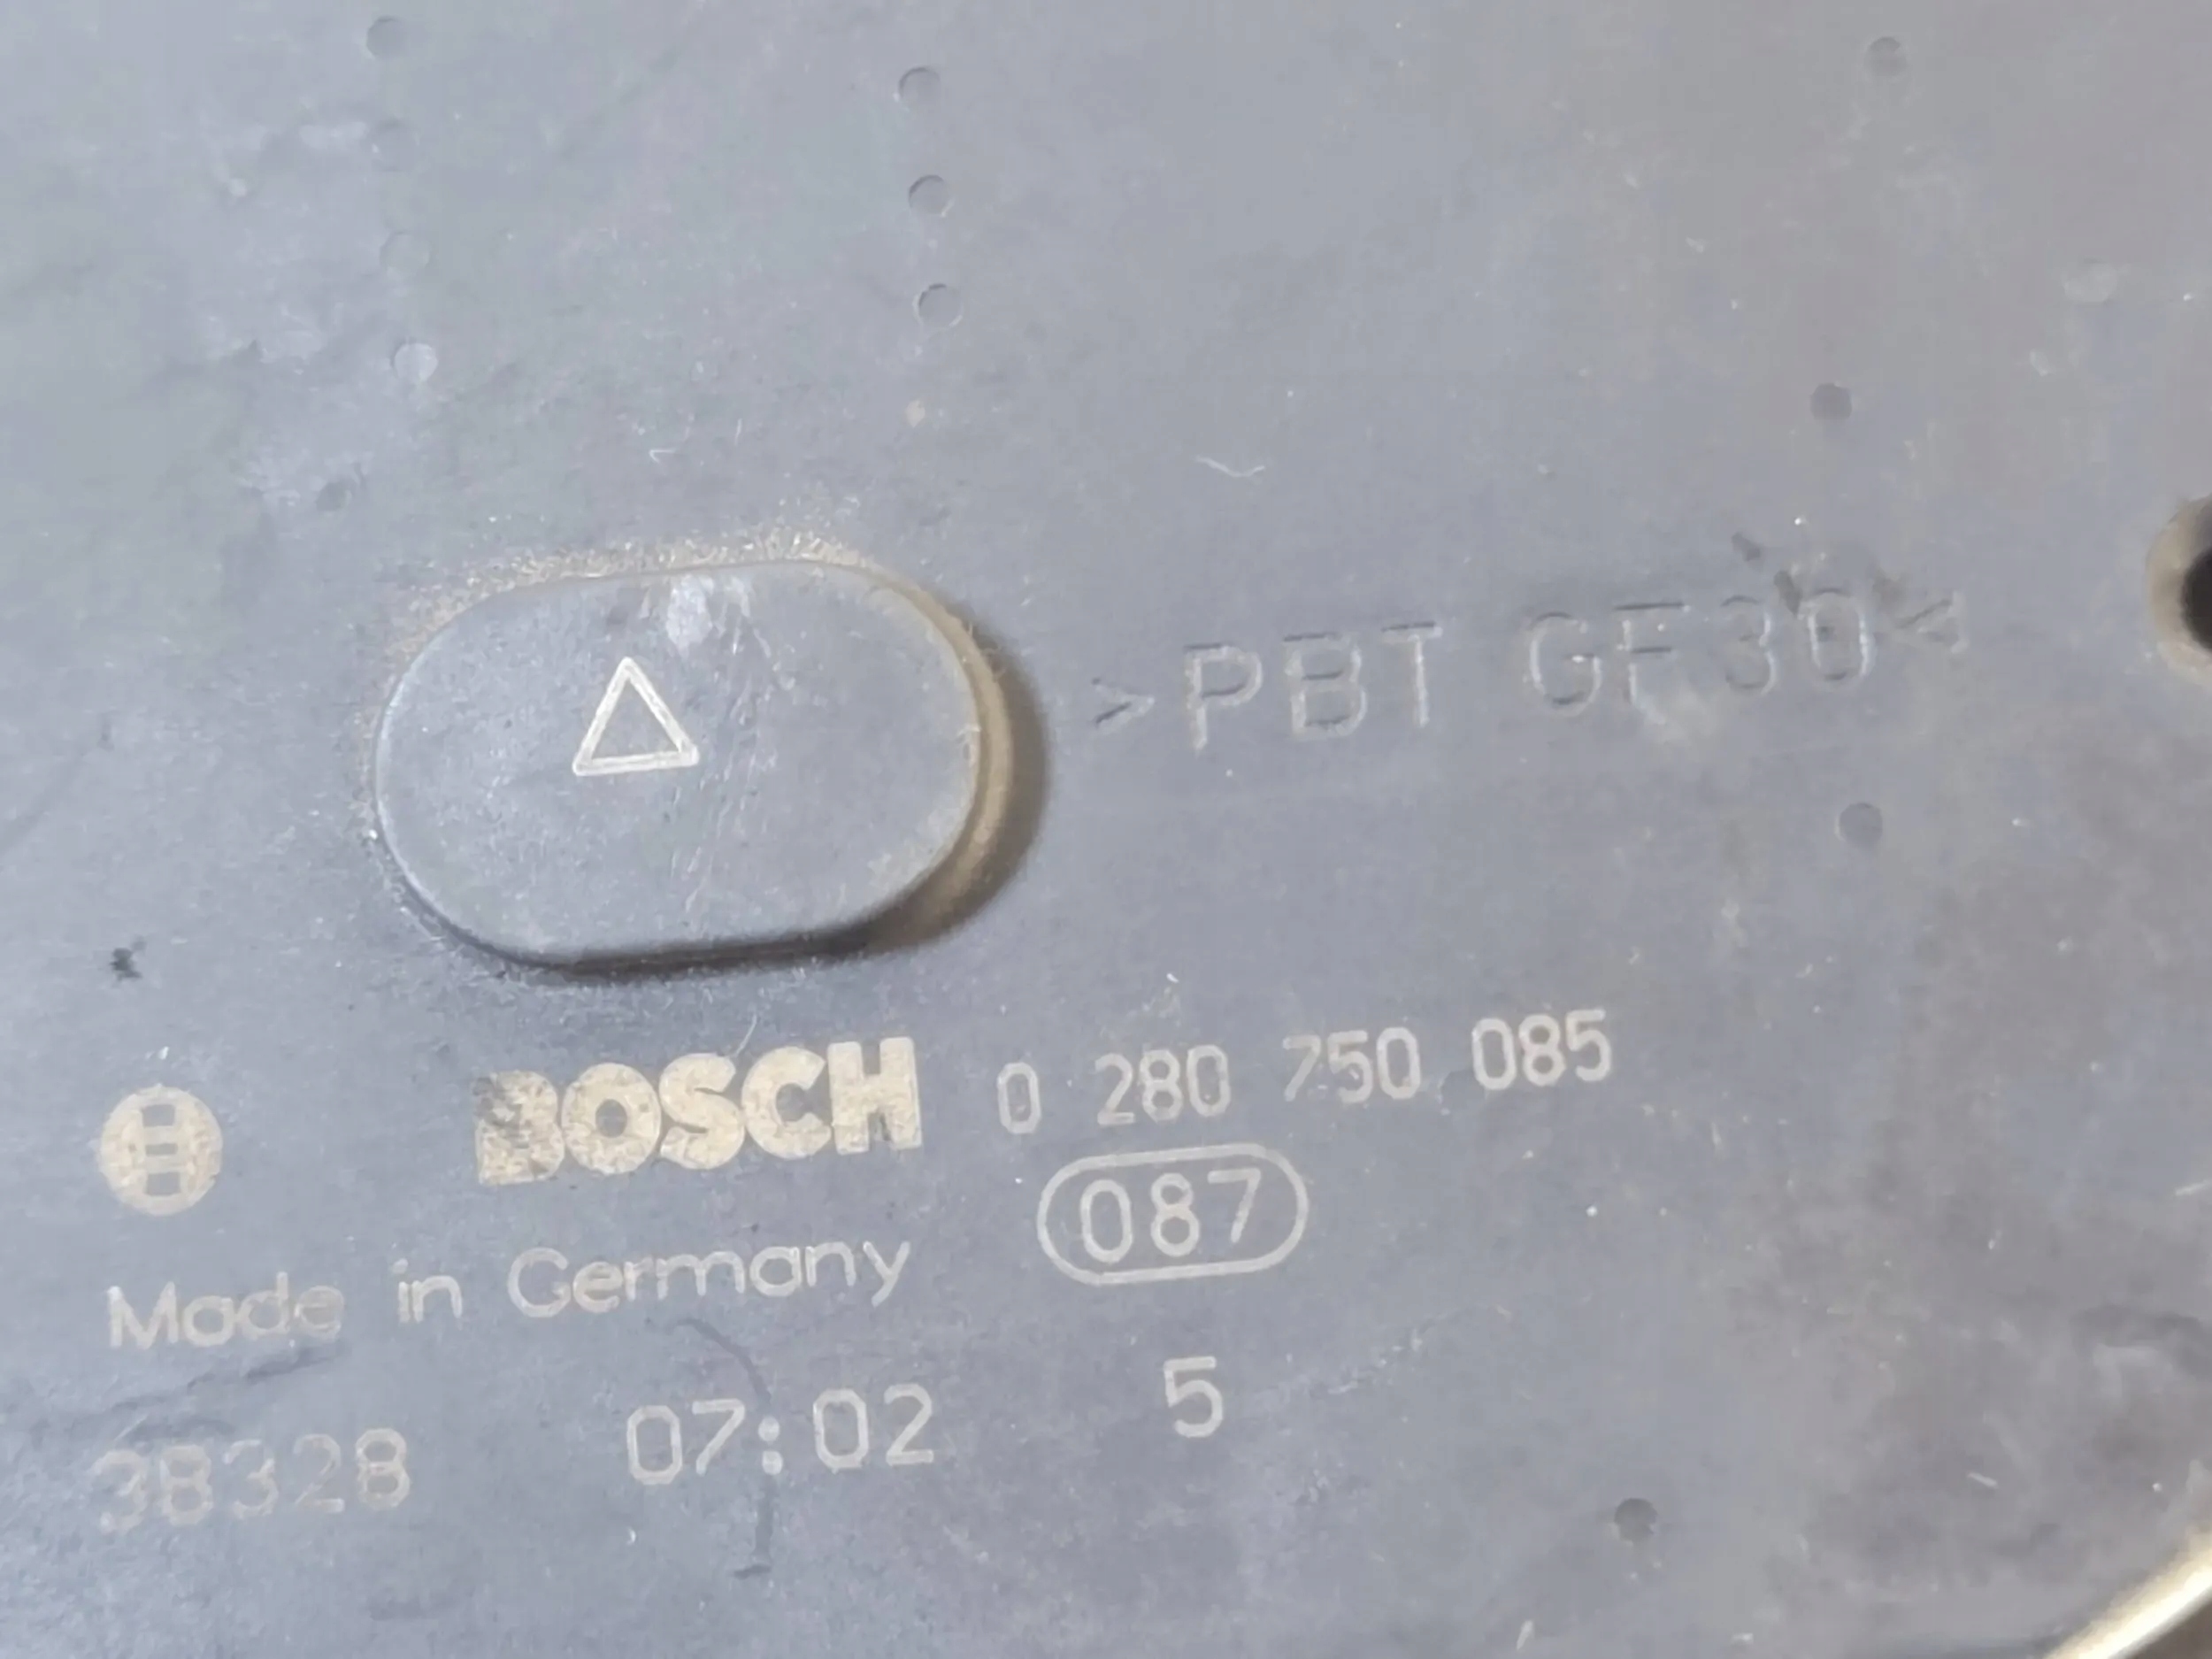 >PBT GF30<
BOSCH 0 280 750 085
087
Made in Germany
38328 07:02 5